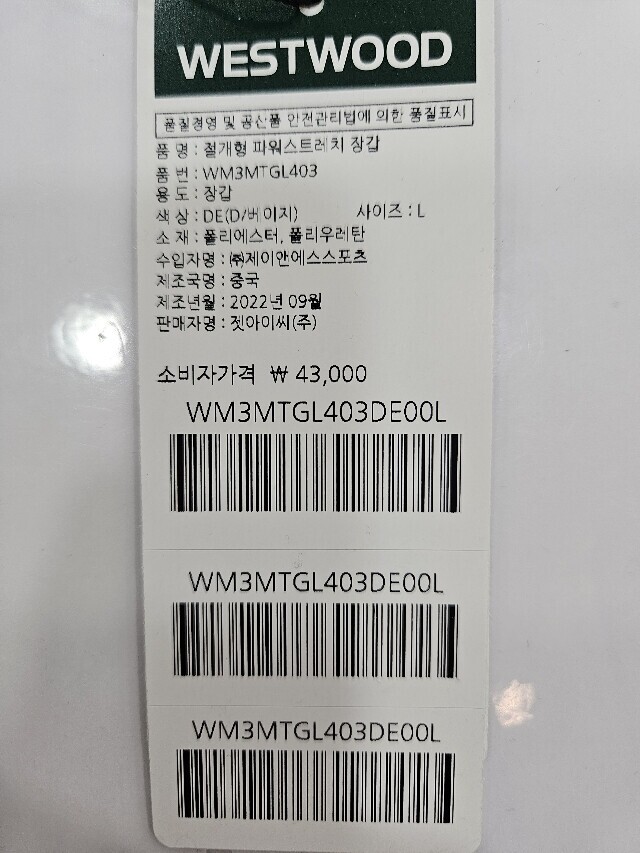 WESTWOOD
품질경영 및 공산품 안전관리법에 의한 품질표시
품 명 : 절개형 파워스트레치 장갑
품 번 : WM3MTGL403
용 도 : 장갑
색 상 : DE(D/베이지) 사이즈 : L
소 재 : 폴리에스터, 폴리우레탄
수입자명 : ㈜제이앤에스스포츠
제조국명 : 중국
제조년월 : 2022년 09월
판매자명 : 젯아이씨(주)
소비자가격 ₩ 43,000
WM3MTGL403DE00L
WM3MTGL403DE00L
WM3MTGL403DE00L